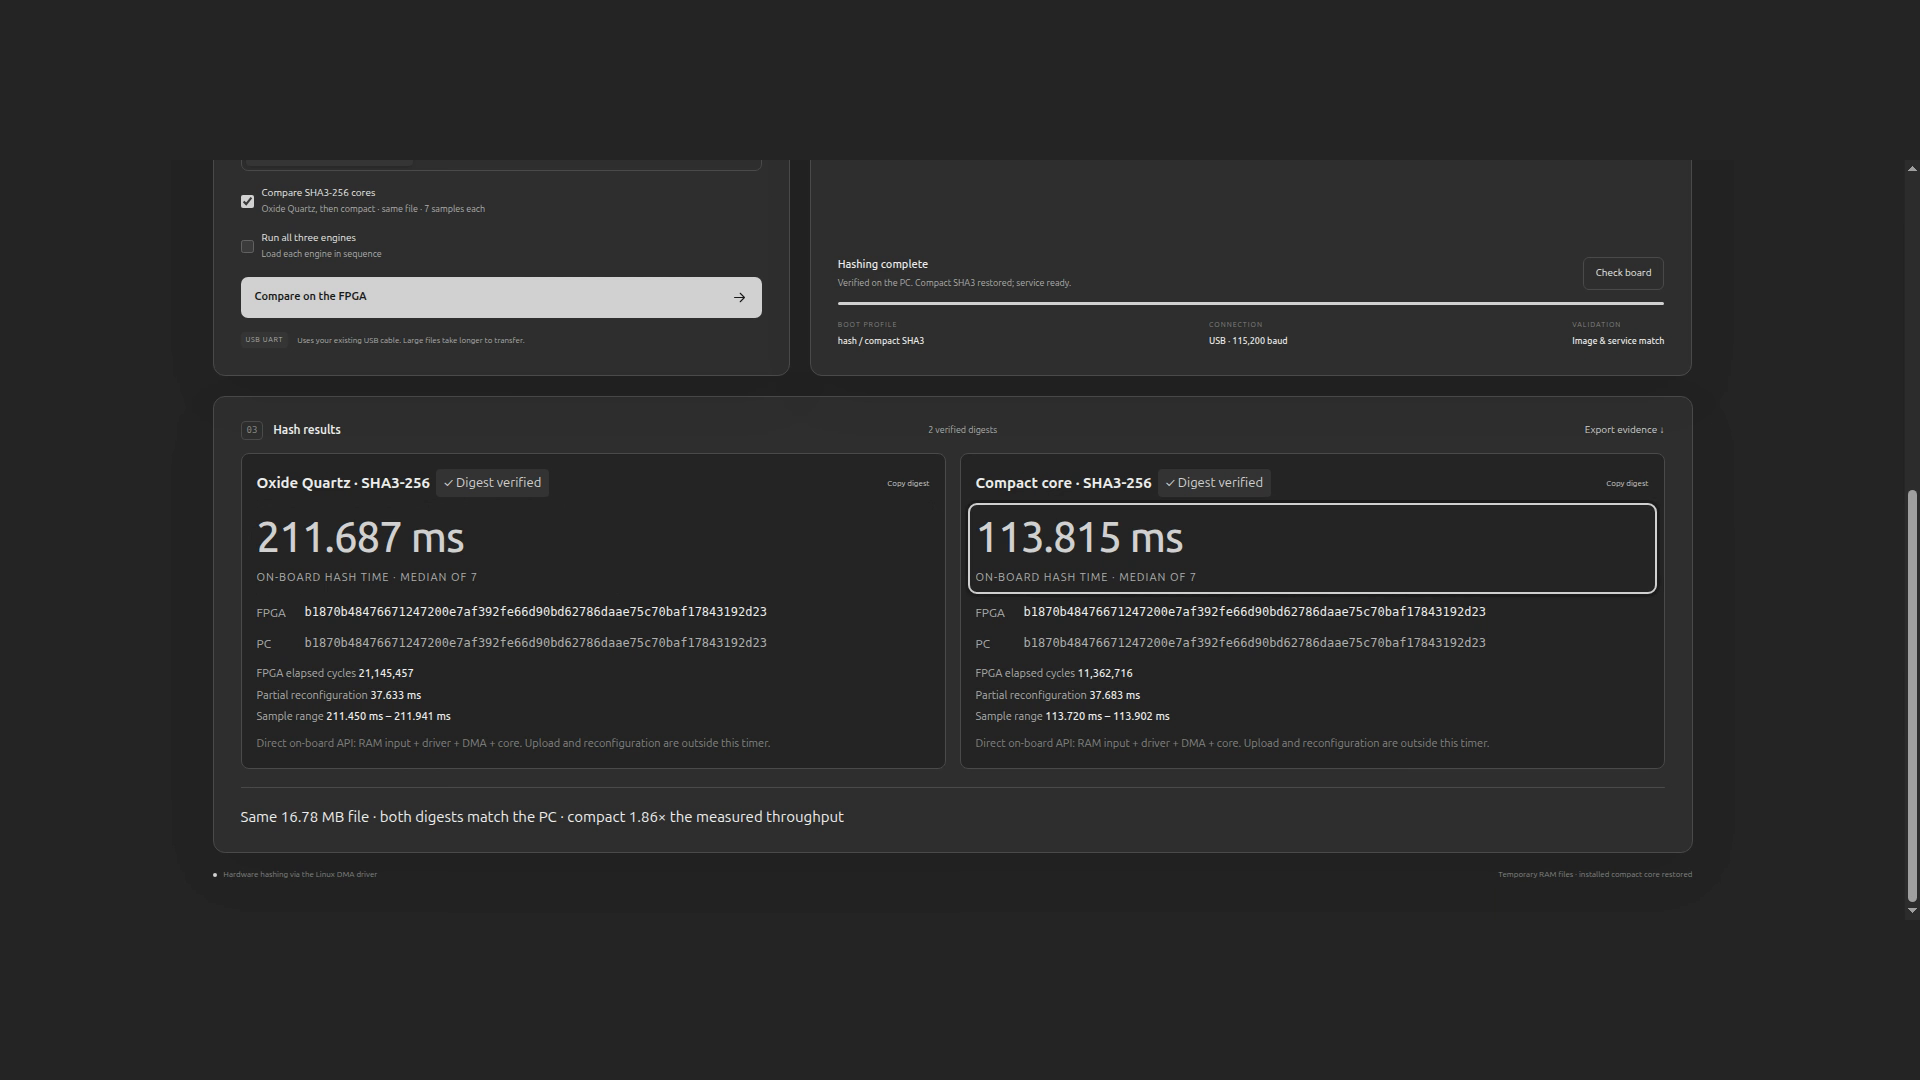 Compare SHA3-256 cores
Oxide Quartz, then compact · same file · 7 samples each
Run all three engines
Load each engine in sequence
Compare on the FPGA →
USB UART Uses your existing USB cable. Large files take longer to transfer.
Hashing complete
Verified on the PC. Compact SHA3 restored; service ready.
Check board
BOOT PROFILE
hash / compact SHA3
CONNECTION
USB · 115,200 baud
VALIDATION
Image & service match
03 Hash results
2 verified digests
Export evidence ↓
Oxide Quartz · SHA3-256 ✓ Digest verified
Copy digest
211.687 ms
ON-BOARD HASH TIME · MEDIAN OF 7
FPGA b1870b48476671247200e7af392fe66d90bd62786daae75c70baf17843192d23
PC b1870b48476671247200e7af392fe66d90bd62786daae75c70baf17843192d23
FPGA elapsed cycles 21,145,457
Partial reconfiguration 37.633 ms
Sample range 211.450 ms – 211.941 ms
Direct on-board API: RAM input + driver + DMA + core. Upload and reconfiguration are outside this timer.
Compact core · SHA3-256 ✓ Digest verified
Copy digest
113.815 ms
ON-BOARD HASH TIME · MEDIAN OF 7
FPGA b1870b48476671247200e7af392fe66d90bd62786daae75c70baf17843192d23
PC b1870b48476671247200e7af392fe66d90bd62786daae75c70baf17843192d23
FPGA elapsed cycles 11,362,716
Partial reconfiguration 37.683 ms
Sample range 113.720 ms – 113.902 ms
Direct on-board API: RAM input + driver + DMA + core. Upload and reconfiguration are outside this timer.
Same 16.78 MB file · both digests match the PC · compact 1.86× the measured throughput
Hardware hashing via the Linux DMA driver
Temporary RAM files · installed compact core restored